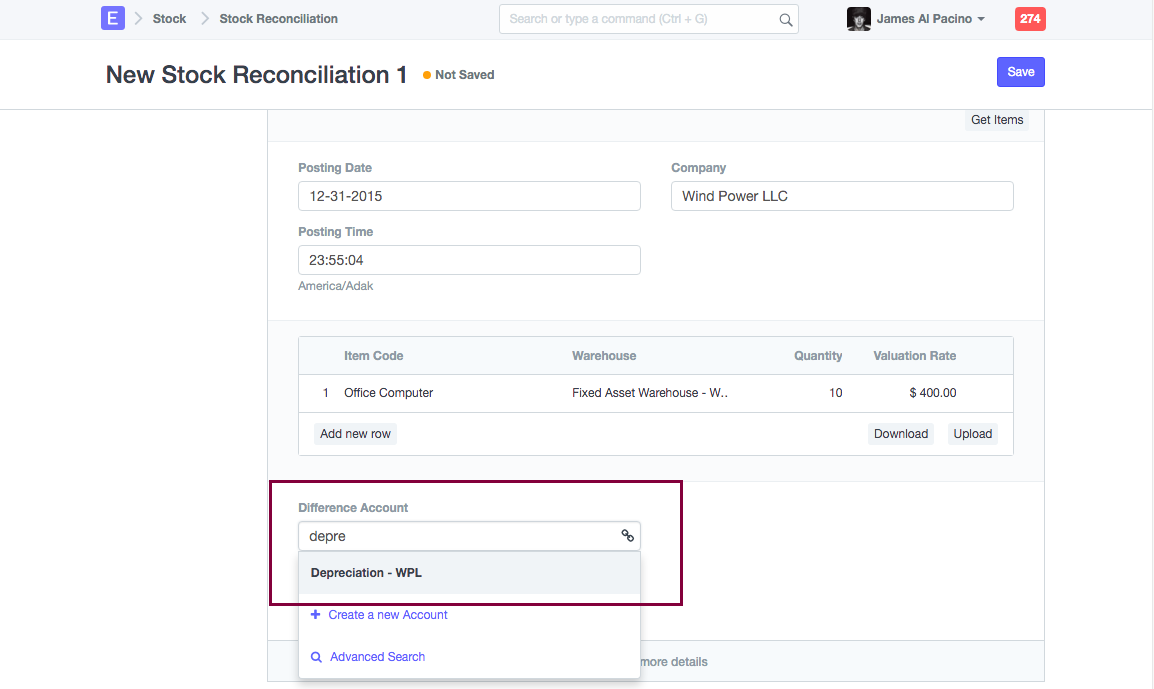 E Stock Stock Reconciliation Search or type a command (Ctrl + G) James Al Pacino 274
New Stock Reconciliation 1 Not Saved Save
Get Items
Posting Date Company
12-31-2015 Wind Power LLC
Posting Time
23:55:04
America/Adak
Item Code Warehouse Quantity Valuation Rate
1 Office Computer Fixed Asset Warehouse - W.. 10 $ 400.00
Add new row Download Upload
Difference Account
depre
Depreciation - WPL
Create a new Account
Advanced Search
more details